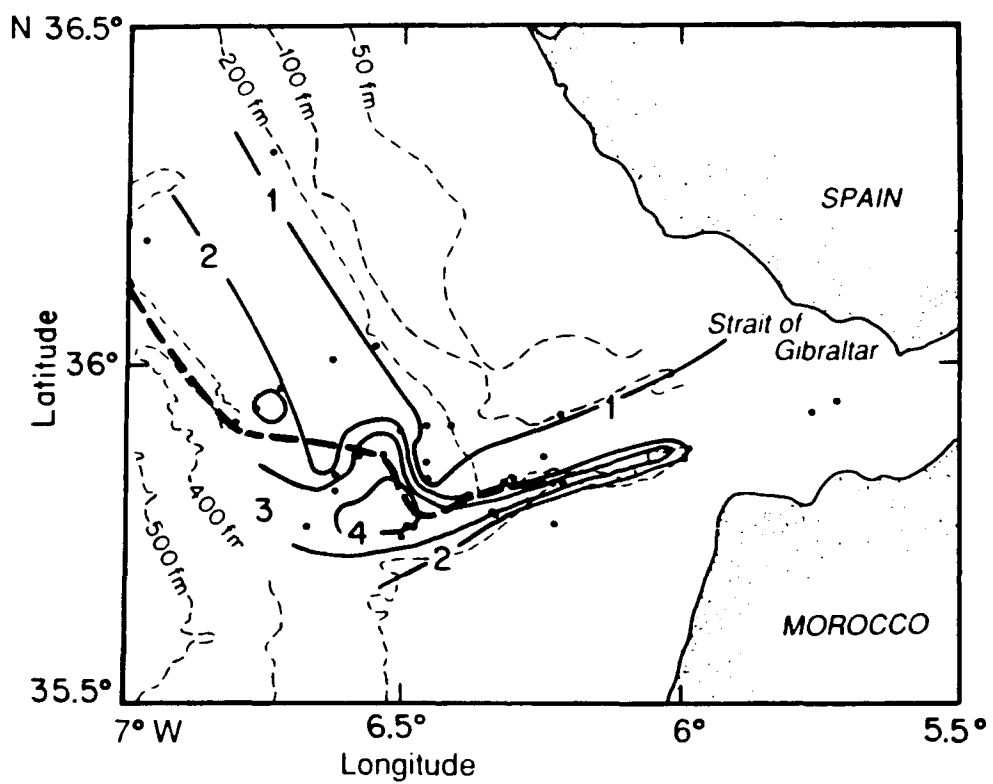 N 36.5°
200 fm
100 fm
50 fm
1
SPAIN
2
Strait of
Gibraltar
Latitude
36°
1
3
400 fm
4
2
500 fm
MOROCCO
35.5°
7° W
6.5°
6°
5.5°
Longitude